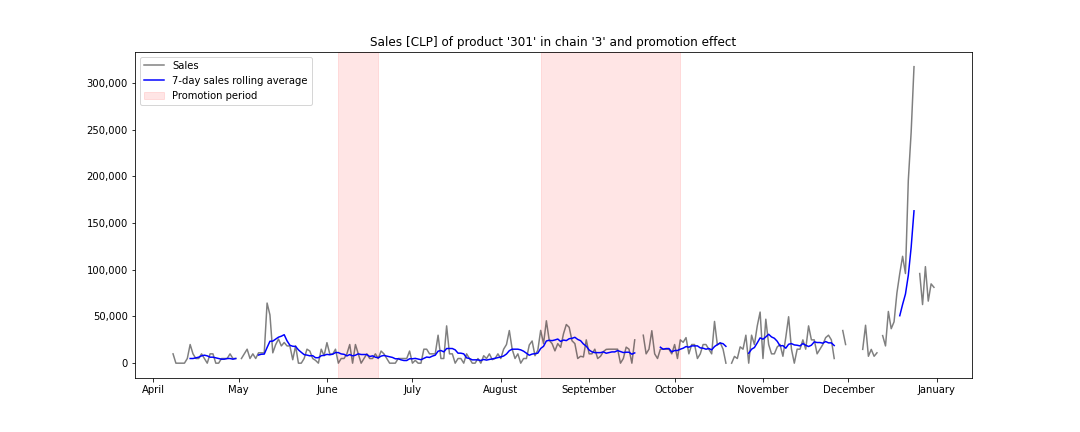 Sales [CLP] of product '301' in chain '3' and promotion effect
Sales
7-day sales rolling average
Promotion period
300,000
250,000
200,000
150,000
100,000
50,000
0
April May June July August September October November December January